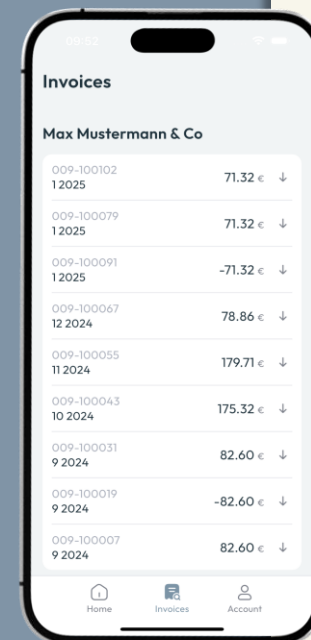 09:52
Invoices
Max Mustermann & Co
009-100102
1 2025
71.32 € ↓
009-100079
1 2025
71.32 € ↓
009-100091
1 2025
-71.32 € ↓
009-100067
12 2024
78.86 € ↓
009-100055
11 2024
179.71 € ↓
009-100043
10 2024
175.32 € ↓
009-100031
9 2024
82.60 € ↓
009-100019
9 2024
-82.60 € ↓
009-100007
9 2024
82.60 € ↓
Home Invoices Account